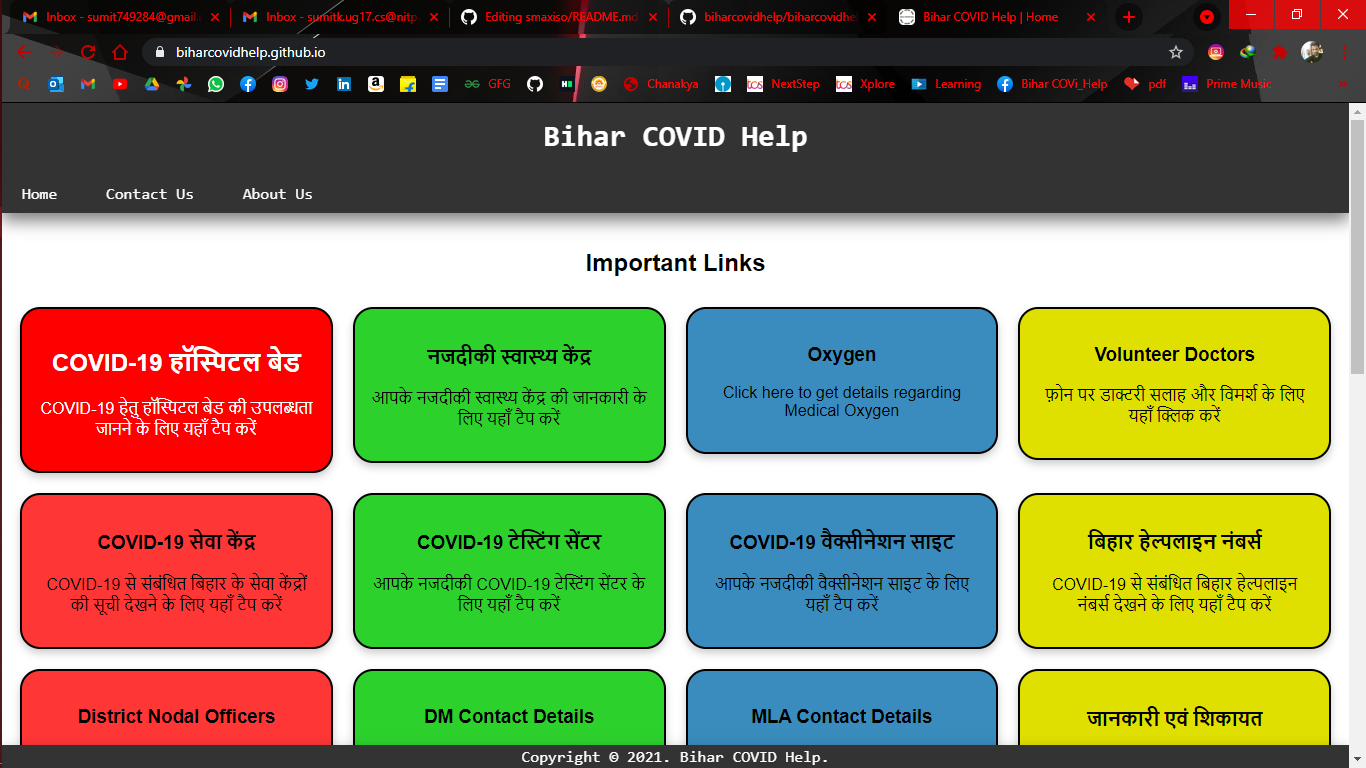 Inbox - sumit749284@gmail.
Inbox - sumitk.ug17.cs@nitp.
Editing smaxiso/README.md
biharcovidhelp/biharcovidhel
Bihar COVID Help | Home
biharcovidhelp.github.io
GFG
Chanakya
NextStep
Xplore
Learning
Bihar COVi_Help
pdf
Prime Music
Bihar COVID Help
Home
Contact Us
About Us
Important Links
COVID-19 हॉस्पिटल बेड
COVID-19 हेतु हॉस्पिटल बेड की उपलब्धता
जानने के लिए यहाँ टैप करें
नजदीकी स्वास्थ्य केंद्र
आपके नजदीकी स्वास्थ्य केंद्र की जानकारी के
लिए यहाँ टैप करें
Oxygen
Click here to get details regarding
Medical Oxygen
Volunteer Doctors
फ़ोन पर डाक्टरी सलाह और विमर्श के लिए
यहाँ क्लिक करें
COVID-19 सेवा केंद्र
COVID-19 से संबंधित बिहार के सेवा केंद्रों
की सूची देखने के लिए यहाँ टैप करें
COVID-19 टेस्टिंग सेंटर
आपके नजदीकी COVID-19 टेस्टिंग सेंटर के
लिए यहाँ टैप करें
COVID-19 वैक्सीनेशन साइट
आपके नजदीकी वैक्सीनेशन साइट के लिए
यहाँ टैप करें
बिहार हेल्पलाइन नंबर्स
COVID-19 से संबंधित बिहार हेल्पलाइन
नंबर्स देखने के लिए यहाँ टैप करें
District Nodal Officers
DM Contact Details
MLA Contact Details
जानकारी एवं शिकायत
Copyright © 2021. Bihar COVID Help.